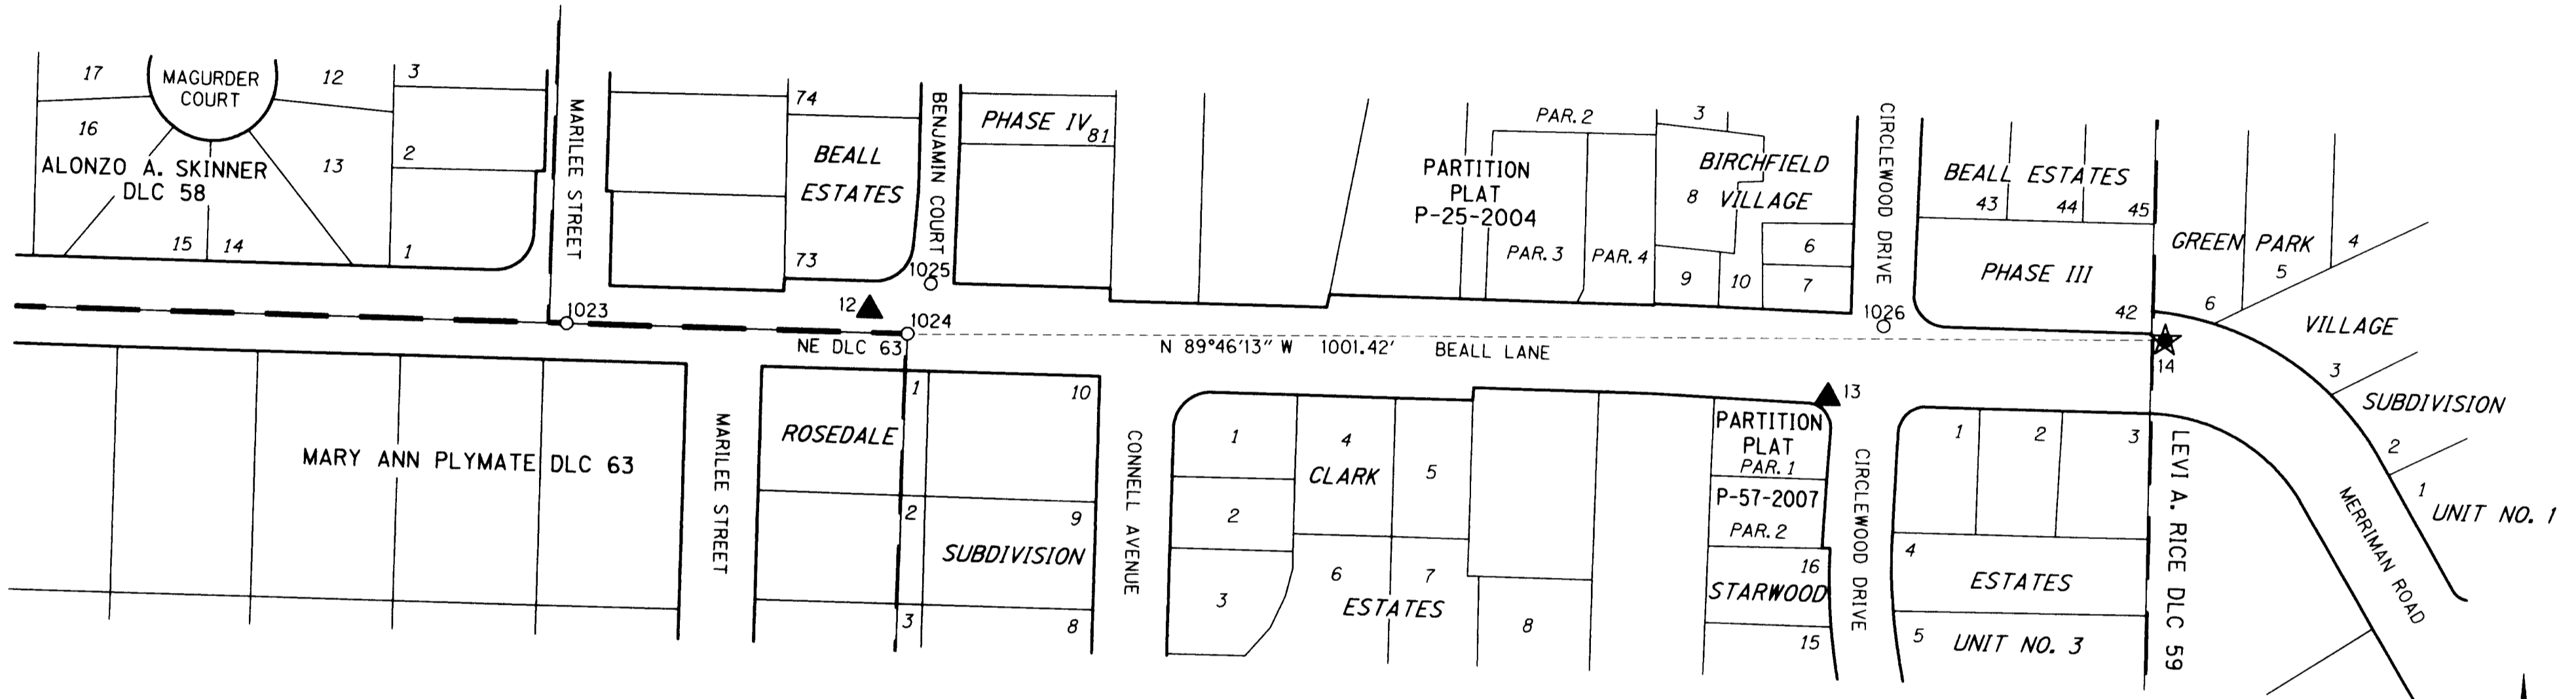 17
MAGURDER
COURT
12
3
16
ALONZO A. SKINNER
DLC 58
13
2
15
14
1
MARILEE STREET
74
BEALL
ESTATES
73
BENJAMIN COURT
PHASE IV
81
1025
12
1023
1024
NE DLC 63
N 89°46'13" W 1001.42' BEALL LANE
PAR. 2
PARTITION
PLAT
P-25-2004
PAR. 3
PAR. 4
3
BIRCHFIELD
8 VILLAGE
6
9
10
7
CIRCLEWOOD DRIVE
1026
BEALL ESTATES
43
44
45
PHASE III
42
GREEN PARK
4
5
6
VILLAGE
3
SUBDIVISION
2
1
UNIT NO. 1
14
13
MARY ANN PLYMATE DLC 63
MARILEE STREET
ROSEDALE
1
10
2
9
SUBDIVISION
3
8
CONNELL AVENUE
1
4
CLARK
5
2
3
6
7
ESTATES
8
PARTITION
PLAT
PAR. 1
P-57-2007
PAR. 2
16
STARWOOD
15
CIRCLEWOOD DRIVE
1
2
3
4
ESTATES
5
UNIT NO. 3
LEVI A. RICE DLC 59
MERRIMAN ROAD